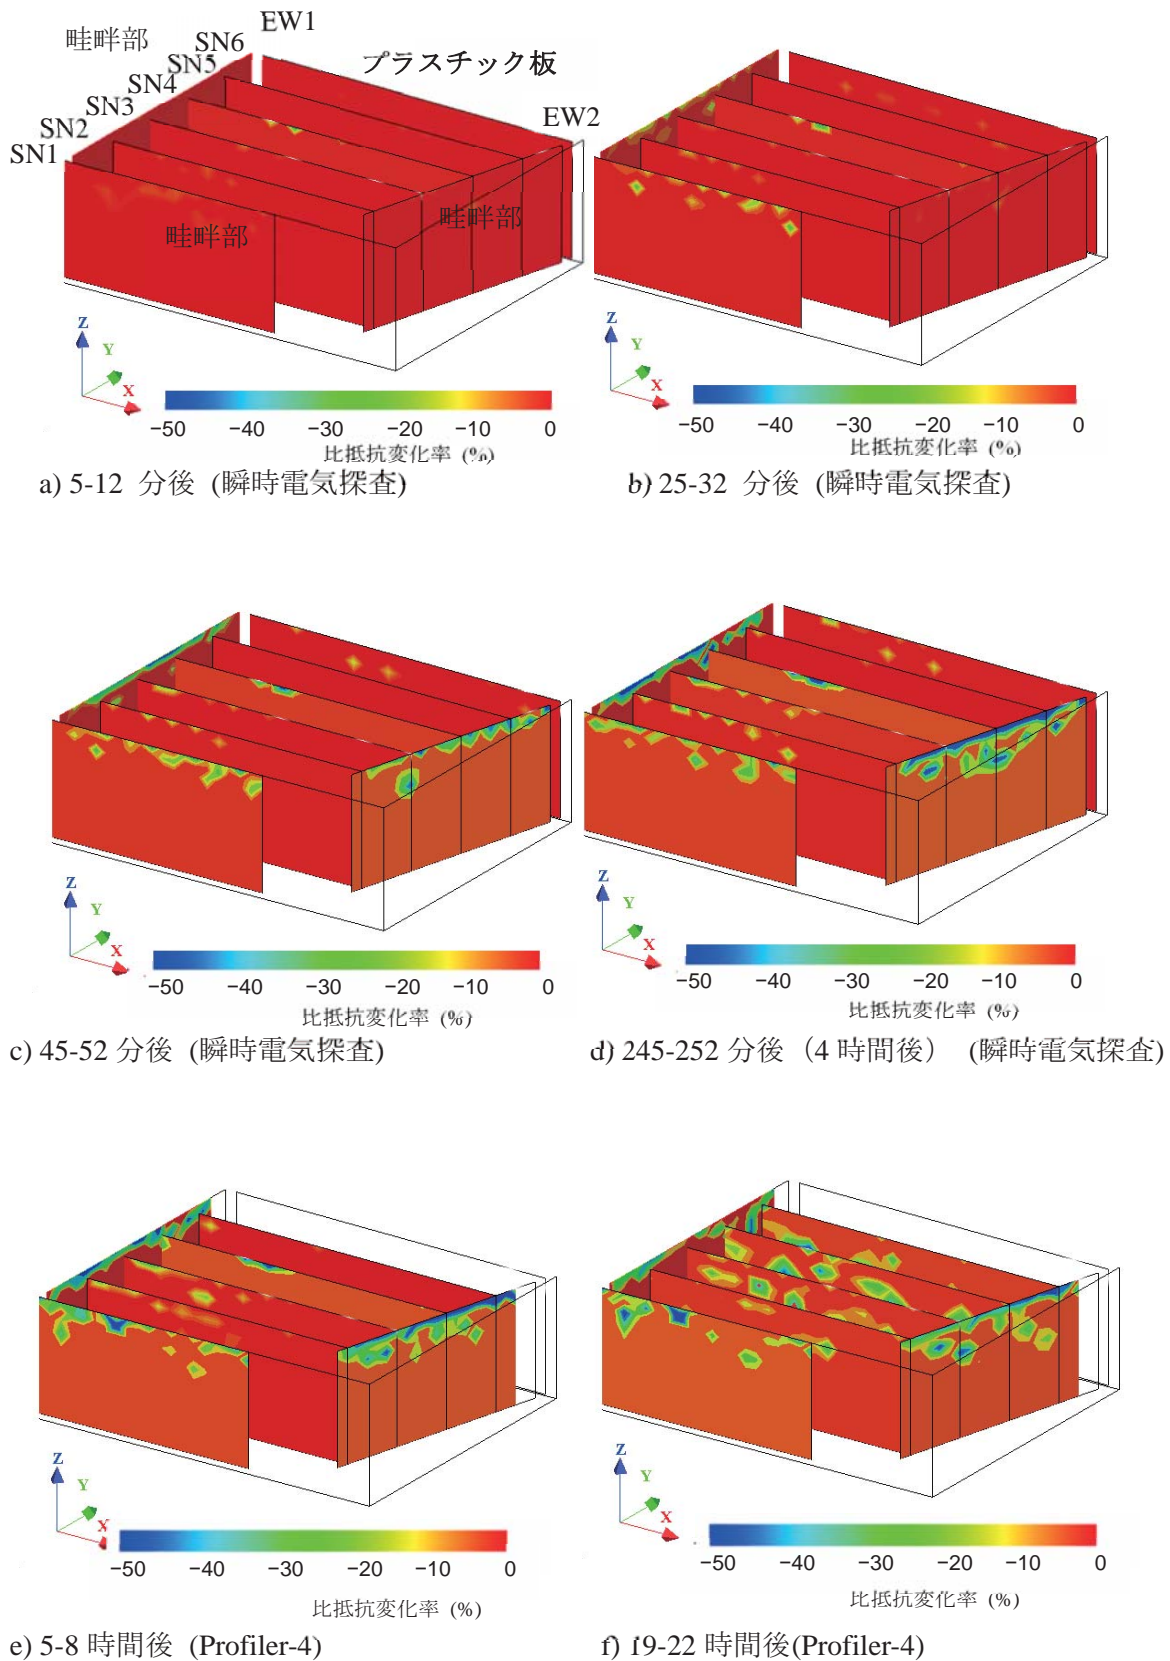 畦畔部
EW1
SN6
SN5
SN4
SN3
SN2
SN1
プラスチック板
EW2
畦畔部
畦畔部
Z
Y
X
−50 −40 −30 −20 −10 0
比抵抗変化率 (%)
a) 5-12 分後 (瞬時電気探査)
Z
Y
X
−50 −40 −30 −20 −10 0
比抵抗変化率 (%)
b) 25-32 分後 (瞬時電気探査)
Z
Y
X
−50 −40 −30 −20 −10 0
比抵抗変化率 (%)
c) 45-52 分後 (瞬時電気探査)
Z
Y
X
−50 −40 −30 −20 −10 0
比抵抗変化率 (%)
d) 245-252 分後（4 時間後） (瞬時電気探査)
Z
Y
X
−50 −40 −30 −20 −10 0
比抵抗変化率 (%)
e) 5-8 時間後 (Profiler-4)
Z
Y
X
−50 −40 −30 −20 −10 0
比抵抗変化率 (%)
f) 19-22 時間後(Profiler-4)